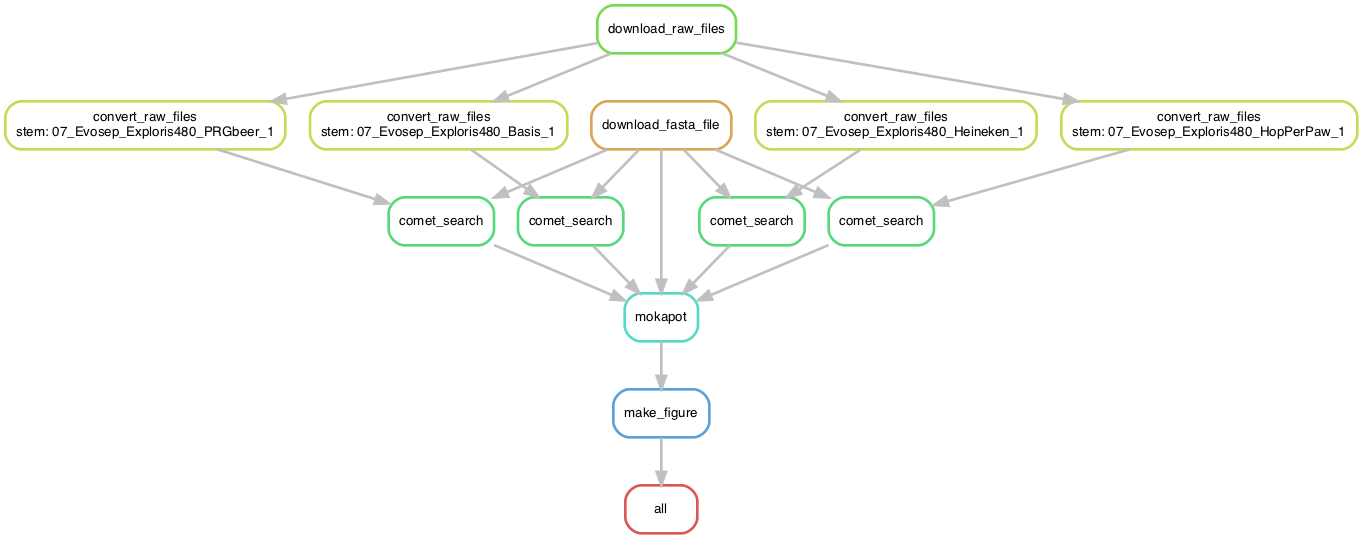 download_raw_files
convert_raw_files
stem: 07_Evosep_Exploris480_PRGbeer_1
convert_raw_files
stem: 07_Evosep_Exploris480_Basis_1
download_fasta_file
convert_raw_files
stem: 07_Evosep_Exploris480_Heineken_1
convert_raw_files
stem: 07_Evosep_Exploris480_HopPerPaw_1
comet_search
comet_search
comet_search
comet_search
mokapot
make_figure
all